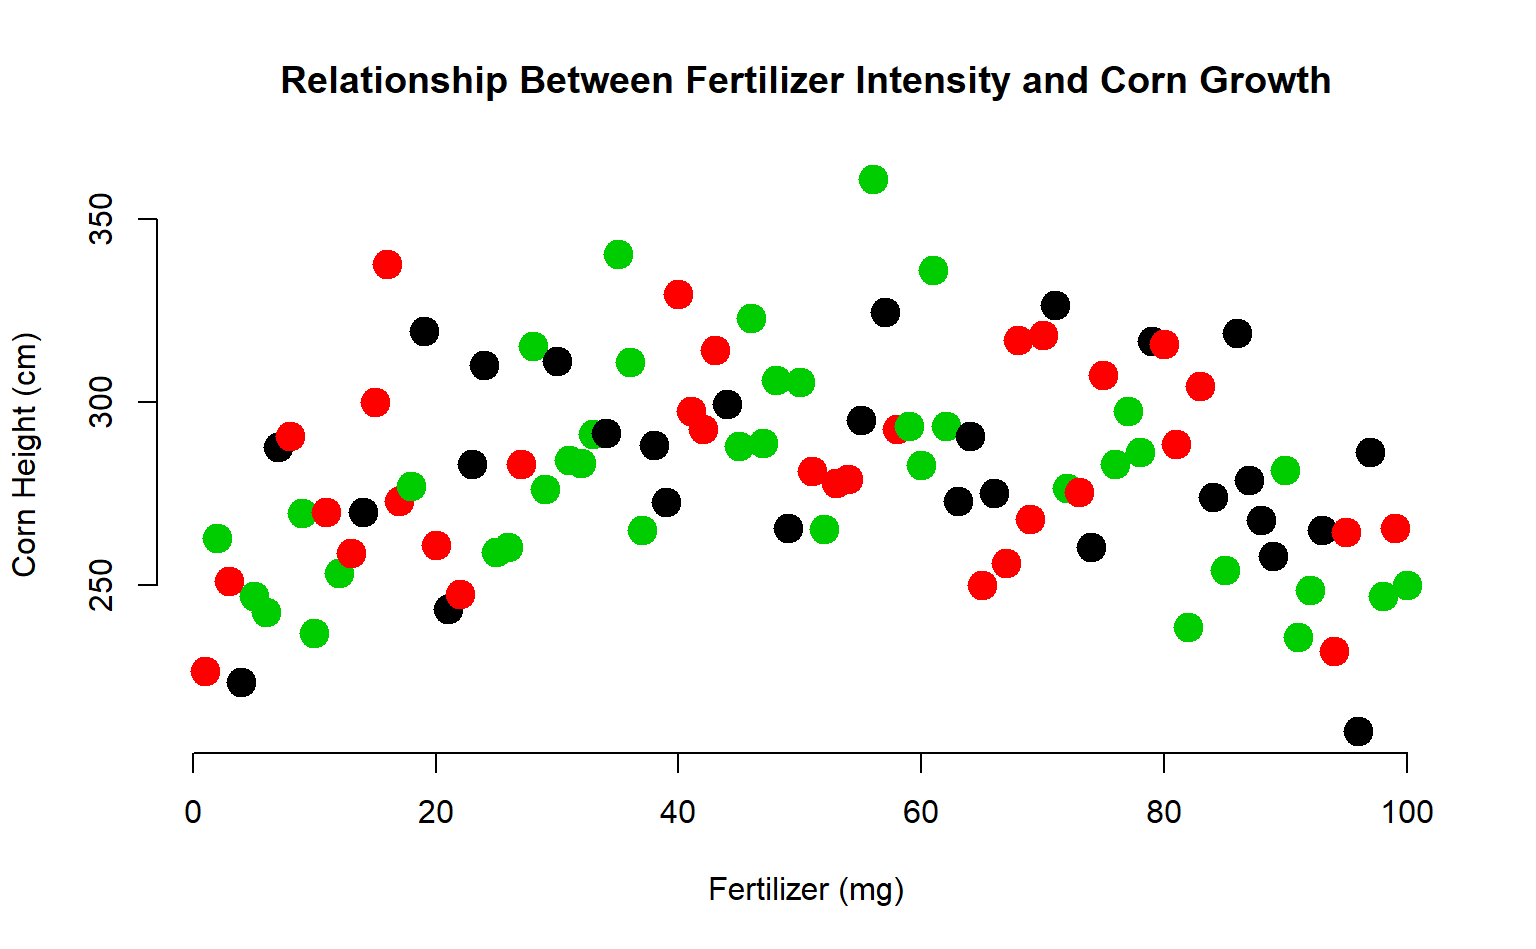 Relationship Between Fertilizer Intensity and Corn Growth
350
300
250
Corn Height (cm)
0 20 40 60 80 100
Fertilizer (mg)